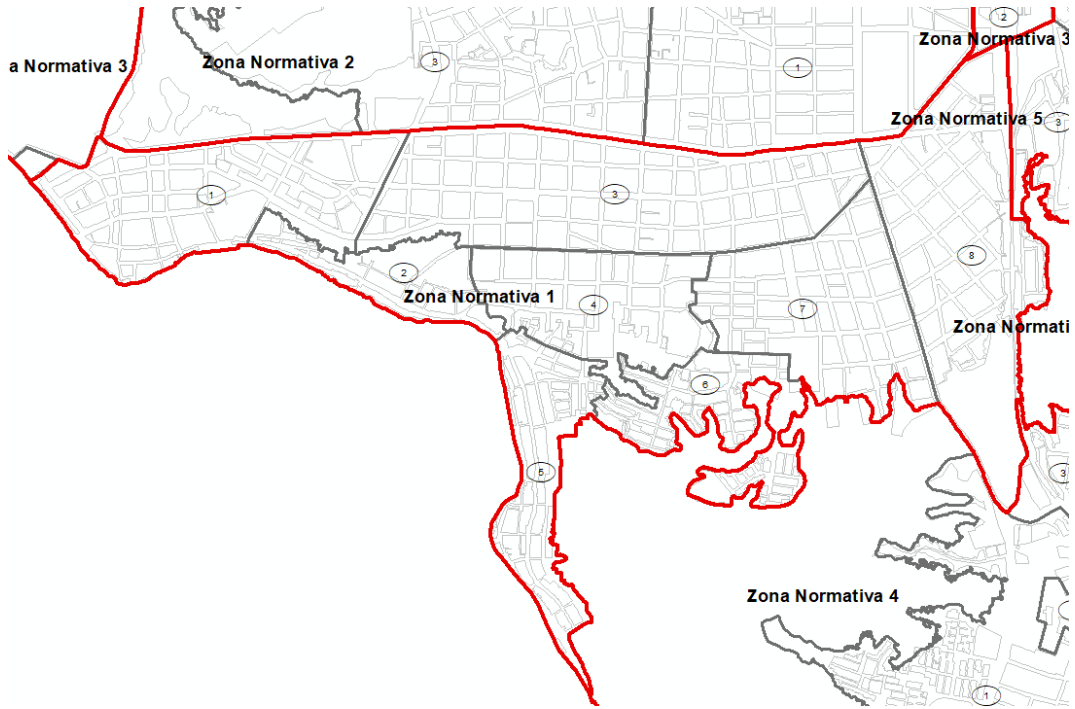 2
Zona Normativa 3
a Normativa 3
Zona Normativa 2
3
1
Zona Normativa 5
3
1
3
8
2
Zona Normativa 1
4
7
Zona Normati
6
5
3
Zona Normativa 4
1